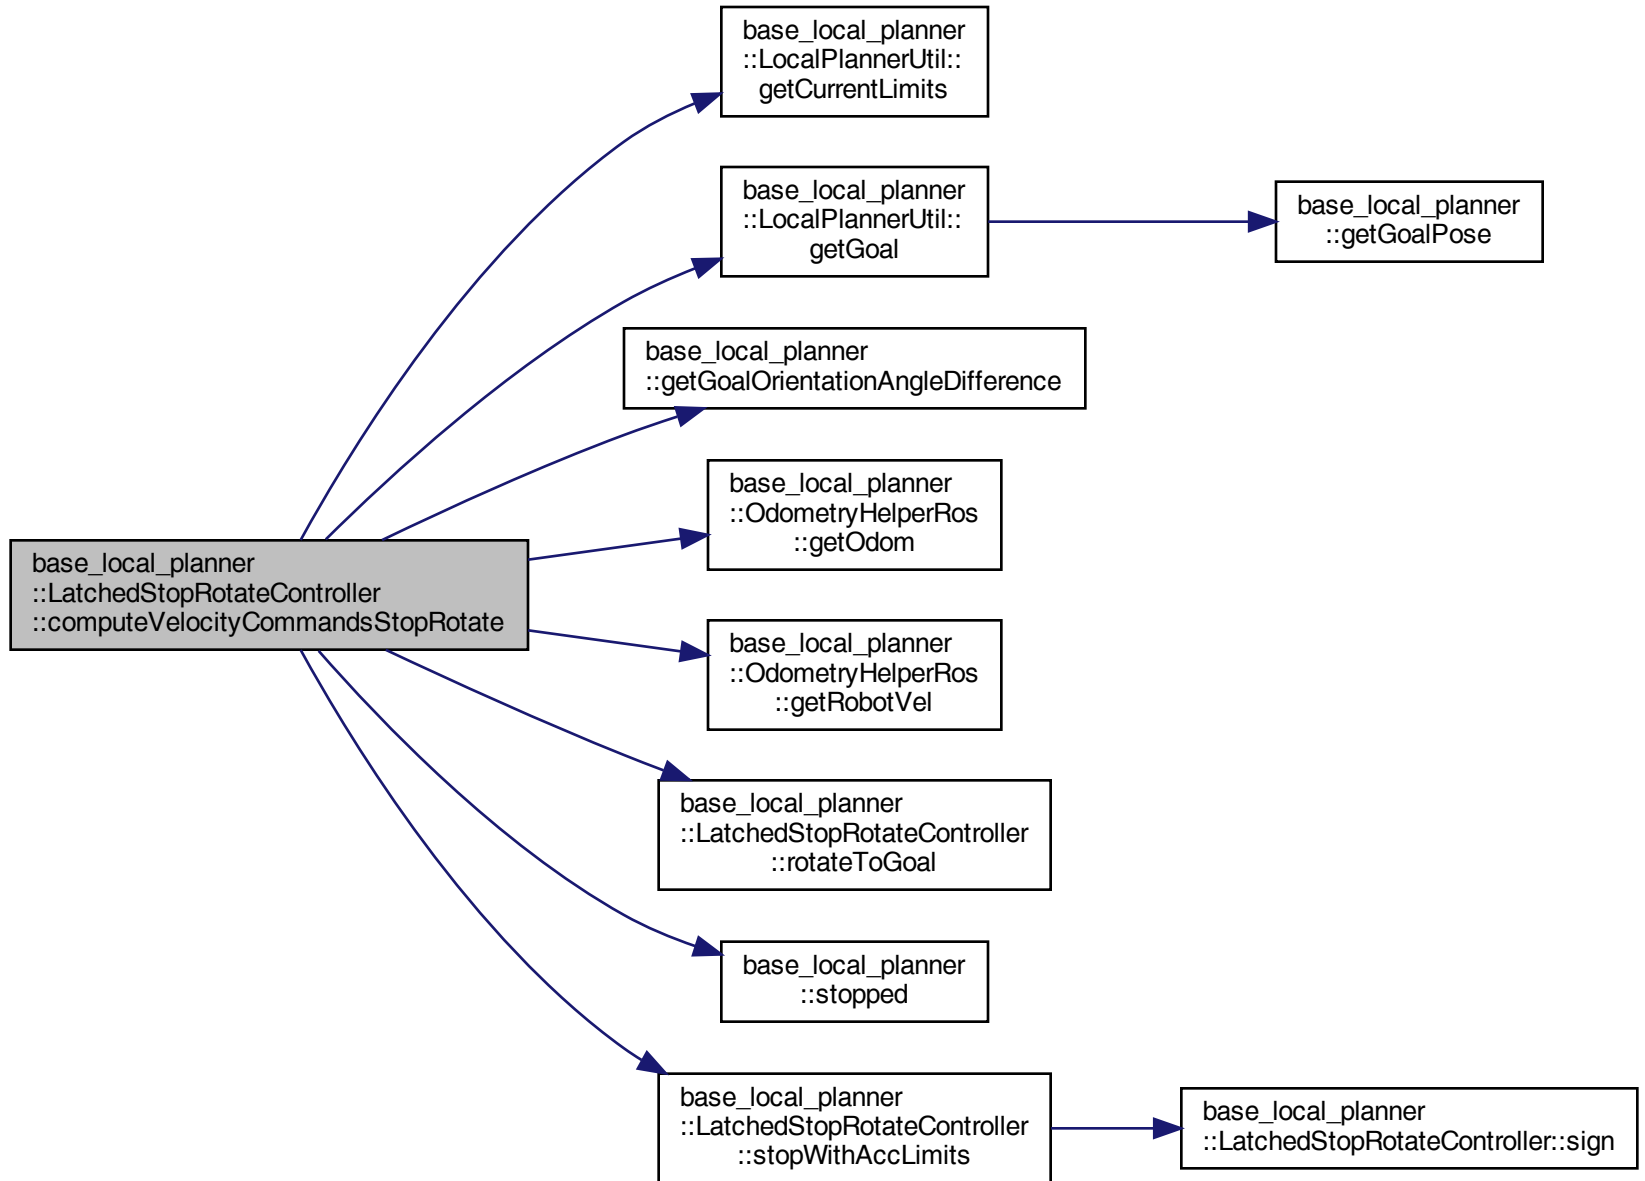 base_local_planner
::LocalPlannerUtil::
getCurrentLimits
base_local_planner
::LocalPlannerUtil::
getGoal
base_local_planner
::getGoalPose
base_local_planner
::getGoalOrientationAngleDifference
base_local_planner
::OdometryHelperRos
::getOdom
base_local_planner
::LatchedStopRotateController
::computeVelocityCommandsStopRotate
base_local_planner
::OdometryHelperRos
::getRobotVel
base_local_planner
::LatchedStopRotateController
::rotateToGoal
base_local_planner
::stopped
base_local_planner
::LatchedStopRotateController
::stopWithAccLimits
base_local_planner
::LatchedStopRotateController::sign